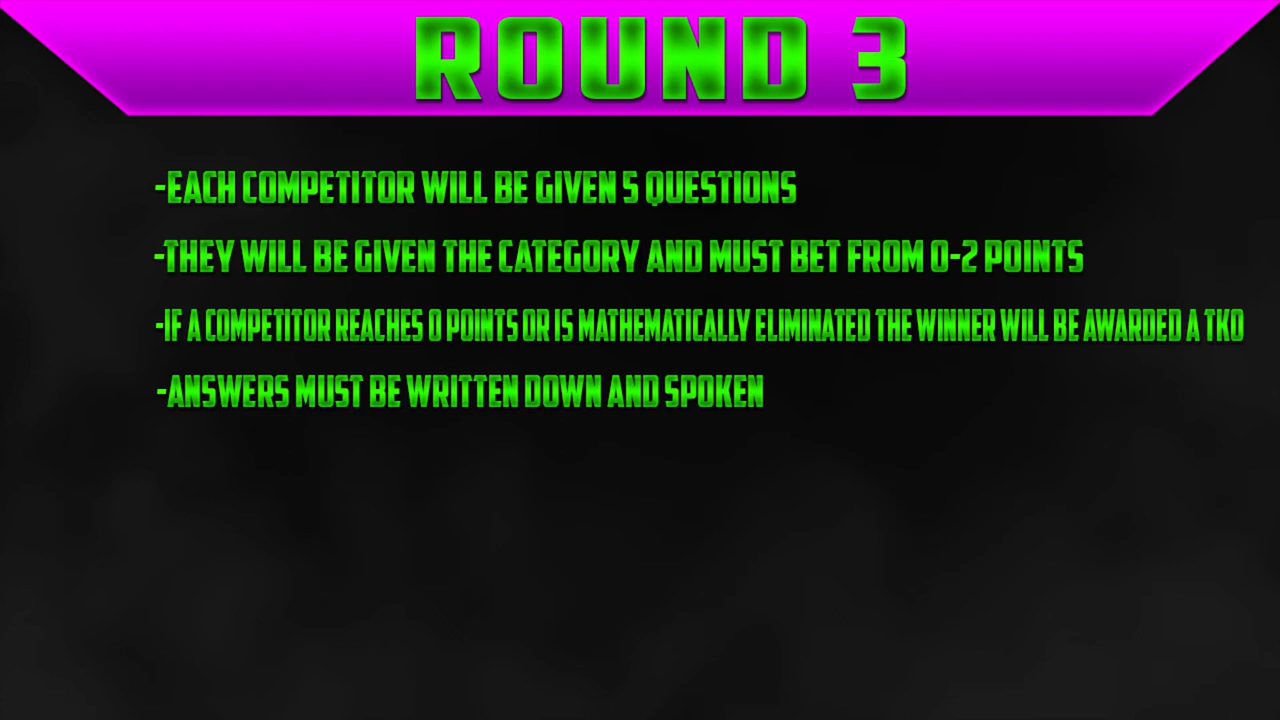 ROUND 3
-EACH COMPETITOR WILL BE GIVEN 5 QUESTIONS
-THEY WILL BE GIVEN THE CATEGORY AND MUST BET FROM 0-2 POINTS
-IF A COMPETITOR REACHES 0 POINTS OR IS MATHEMATICALLY ELIMINATED THE WINNER WILL BE AWARDED A TKO
-ANSWERS MUST BE WRITTEN DOWN AND SPOKEN